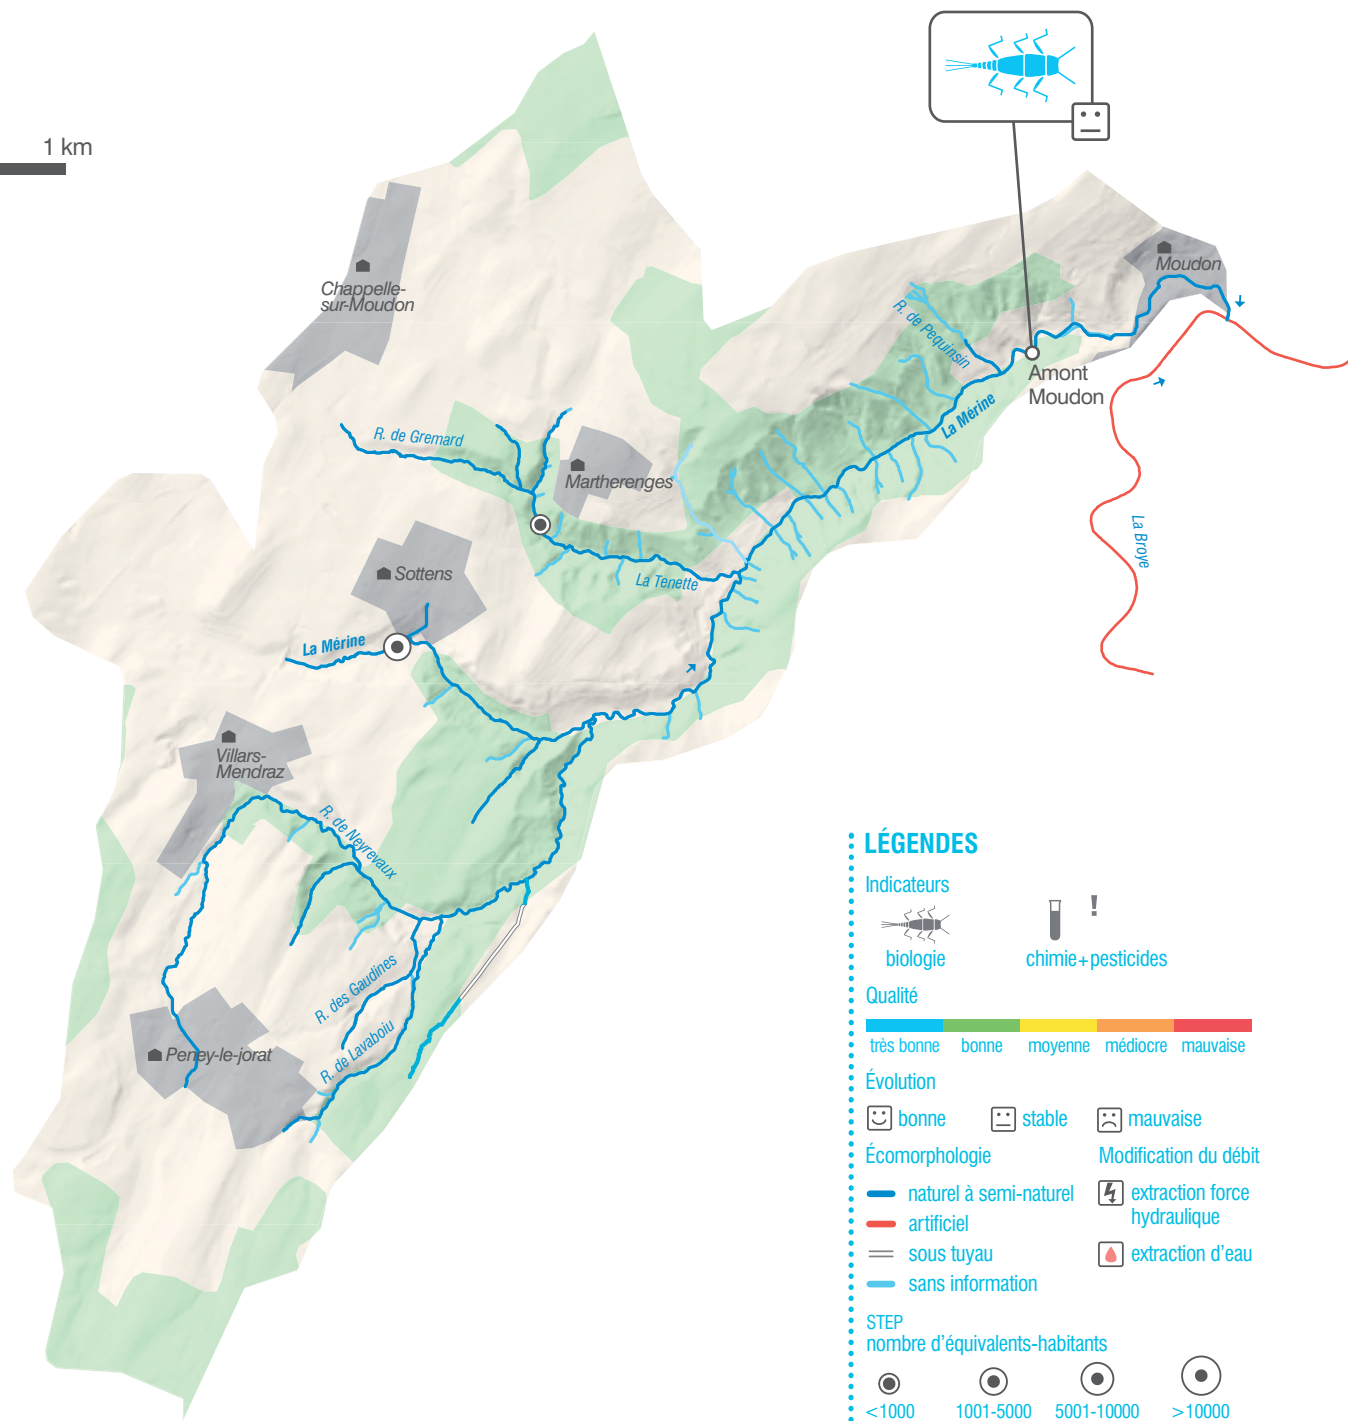 1 km
Chappelle-
sur-Moudon
Moudon
R. de Pequinsin
Amont
Moudon
La Mérine
R. de Gremard
Martherenges
La Broye
Sottens
La Tenette
La Mérine
Villars-
Mendraz
R. de Neyrevaux
R. des Gaudines
R. de Lavaboiu
Peney-le-jorat
LÉGENDES
Indicateurs
!
biologie
chimie+pesticides
Qualité
très bonne
bonne
moyenne
médiocre
mauvaise
Évolution
bonne
stable
mauvaise
Écomorphologie
naturel à semi-naturel
artificiel
sous tuyau
sans information
Modification du débit
extraction force
hydraulique
extraction d'eau
STEP
nombre d'équivalents-habitants
<1000
1001-5000
5001-10000
>10000